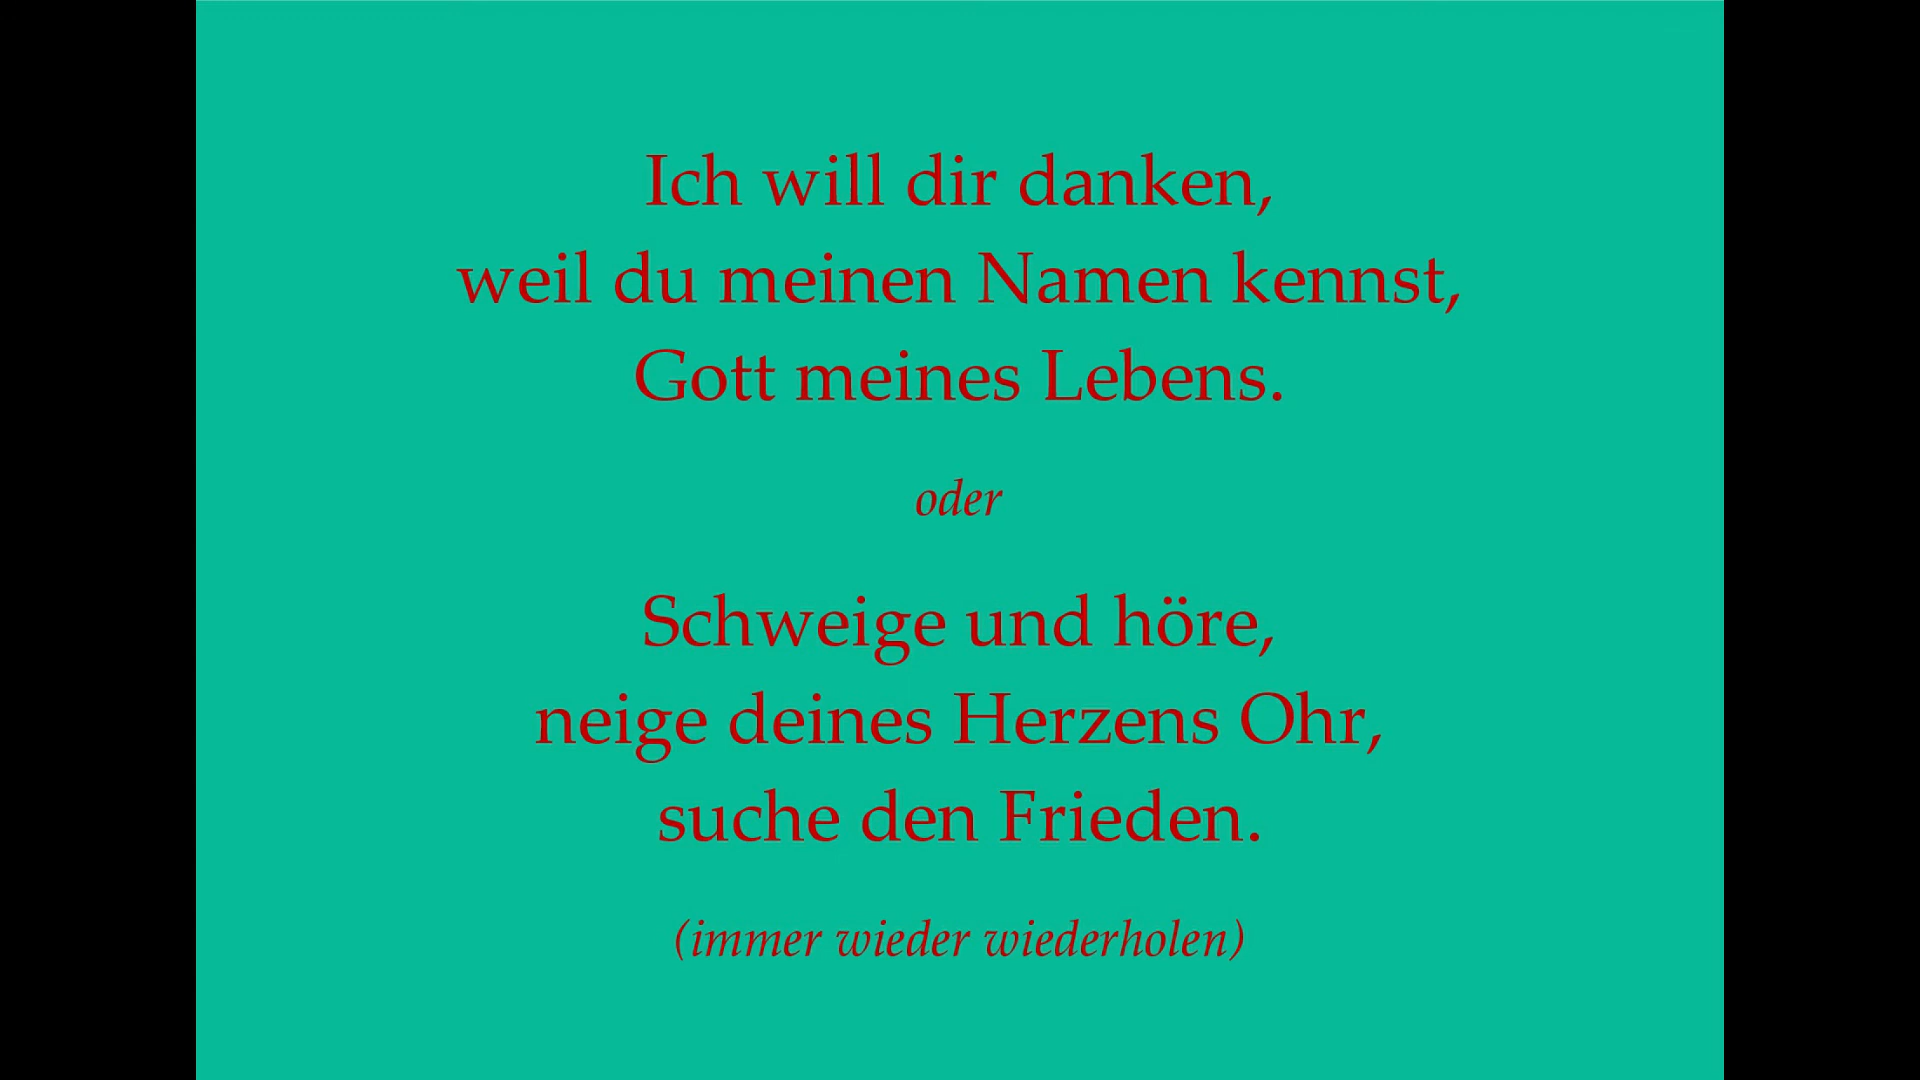 Ich will dir danken,
weil du meinen Namen kennst,
Gott meines Lebens.
oder
Schweige und höre,
neige deines Herzens Ohr,
suche den Frieden.
(immer wieder wiederholen)